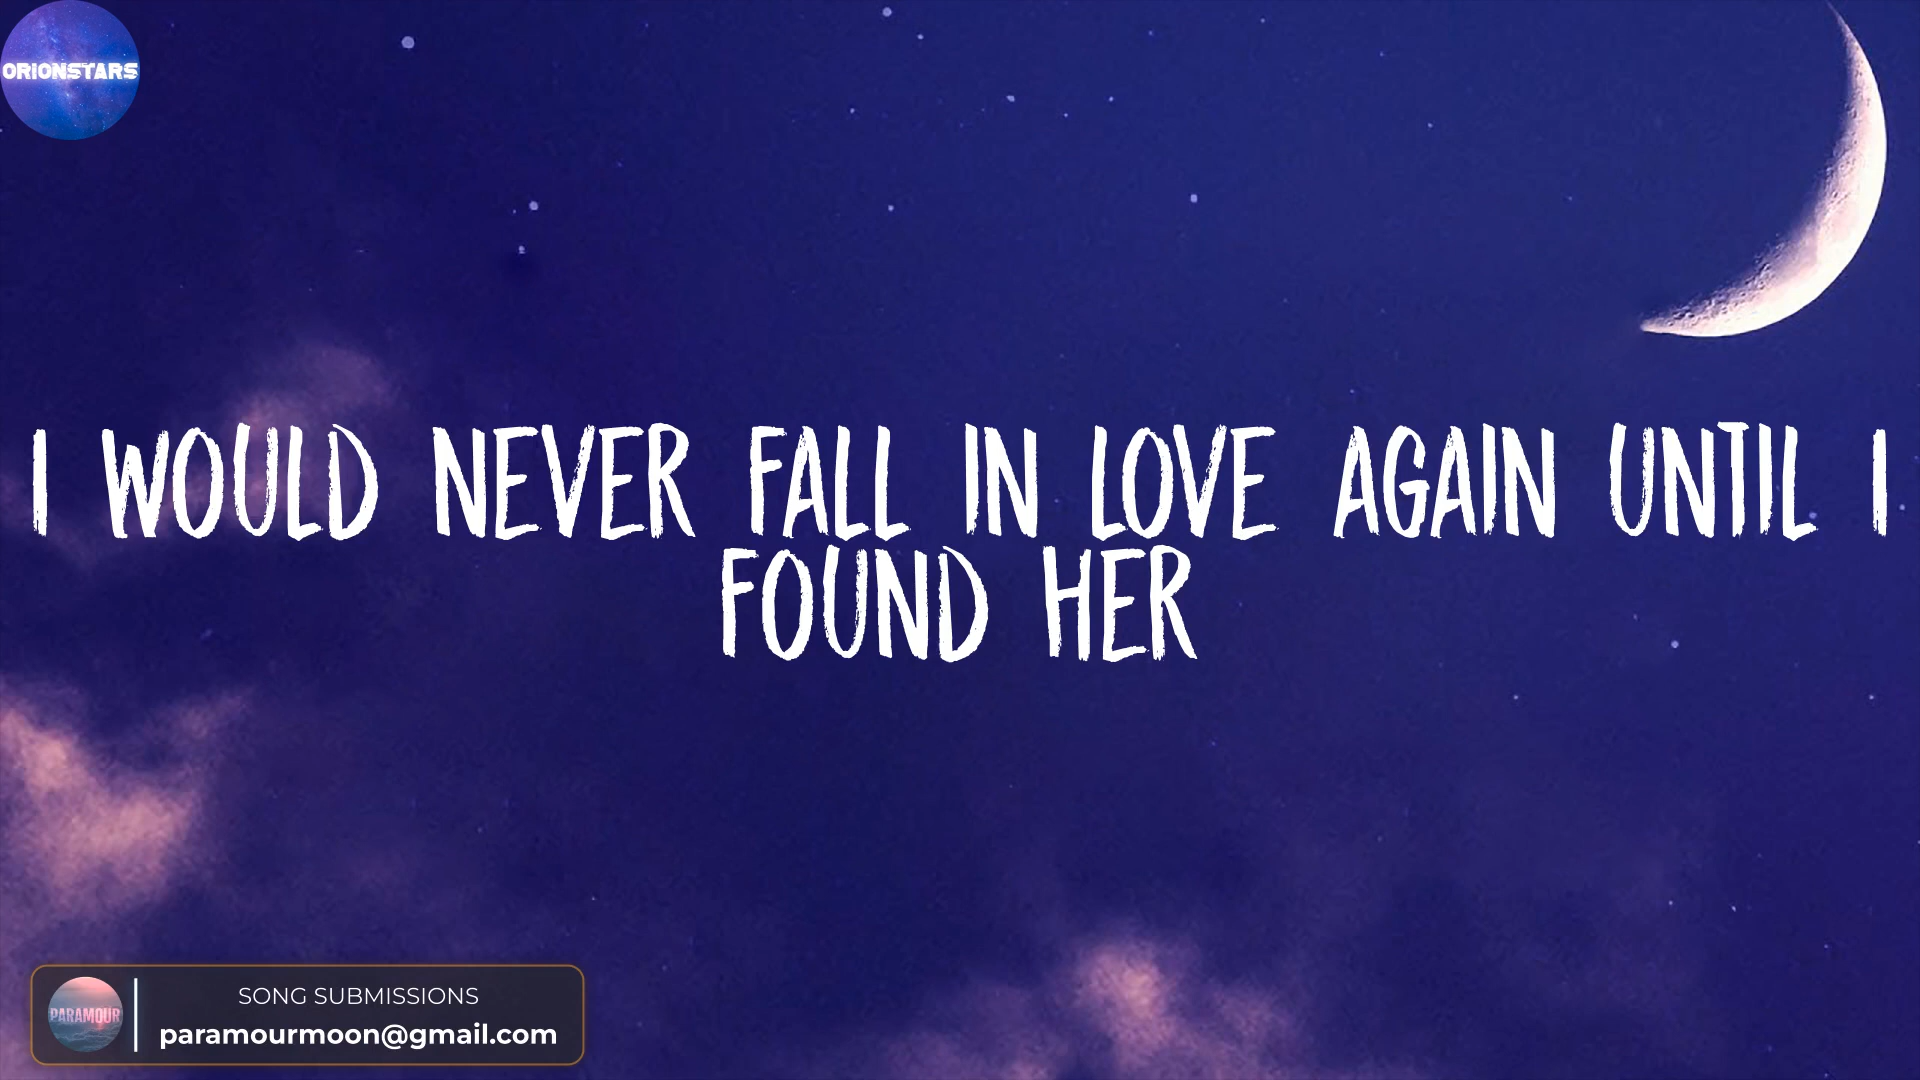 ORIONSTARS
I WOULD NEVER FALL IN LOVE AGAIN UNTIL I
FOUND HER
PARAMOUR
SONG SUBMISSIONS
paramourmoon@gmail.com